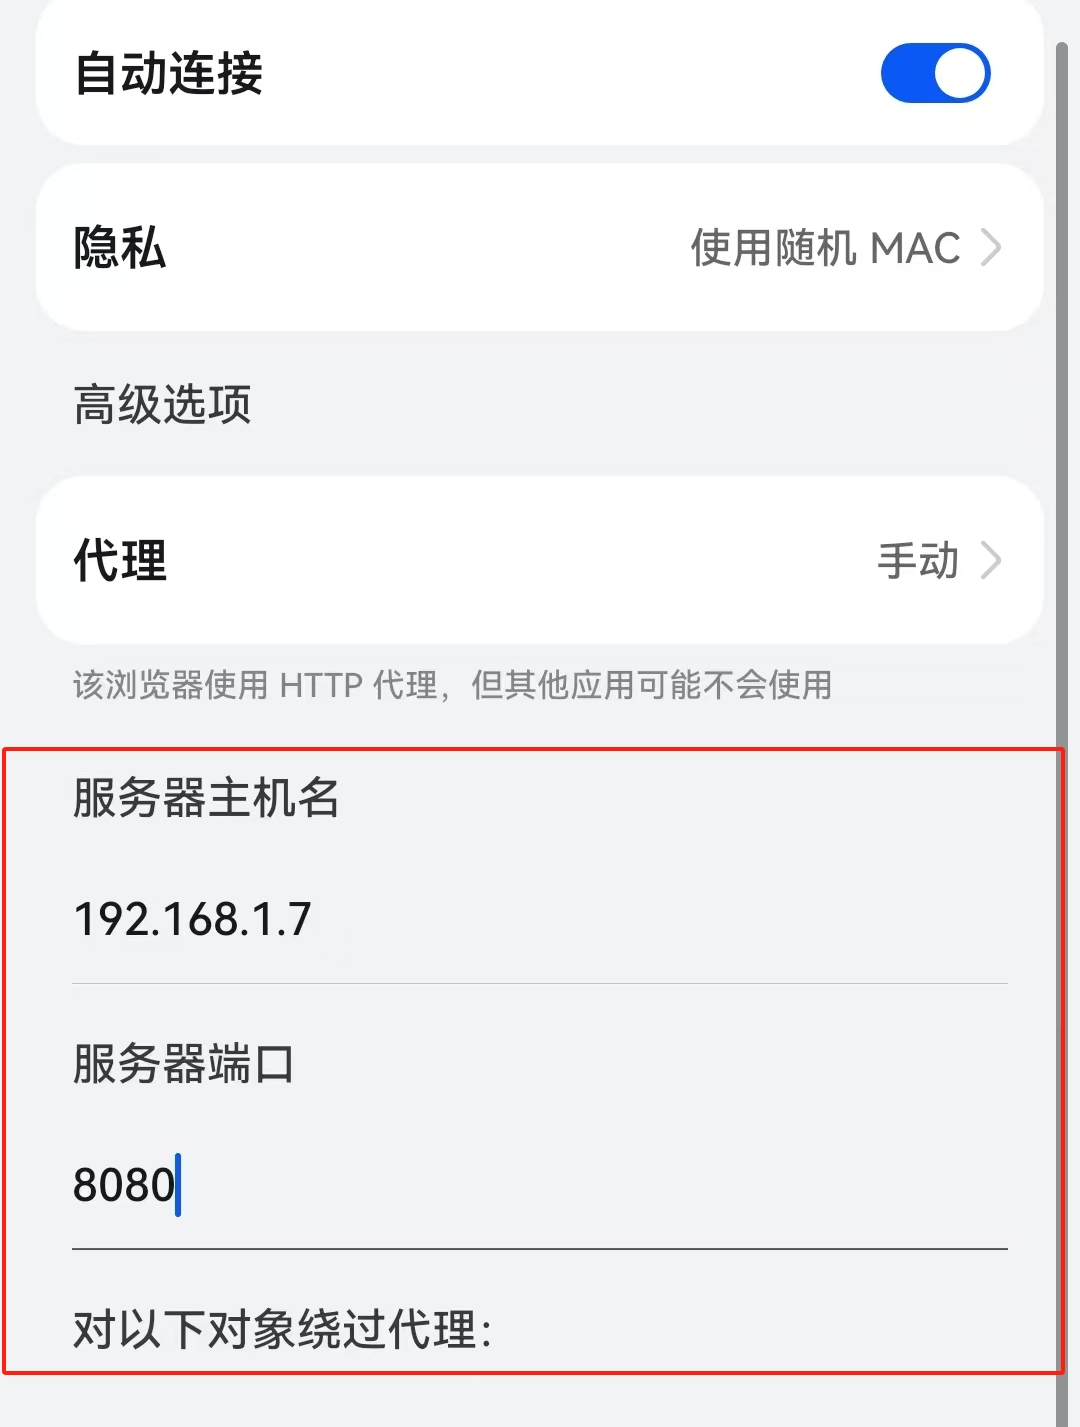 自动连接
隐私
使用随机 MAC
高级选项
代理
手动
该浏览器使用 HTTP 代理，但其他应用可能不会使用
服务器主机名
192.168.1.7
服务器端口
8080
对以下对象绕过代理：